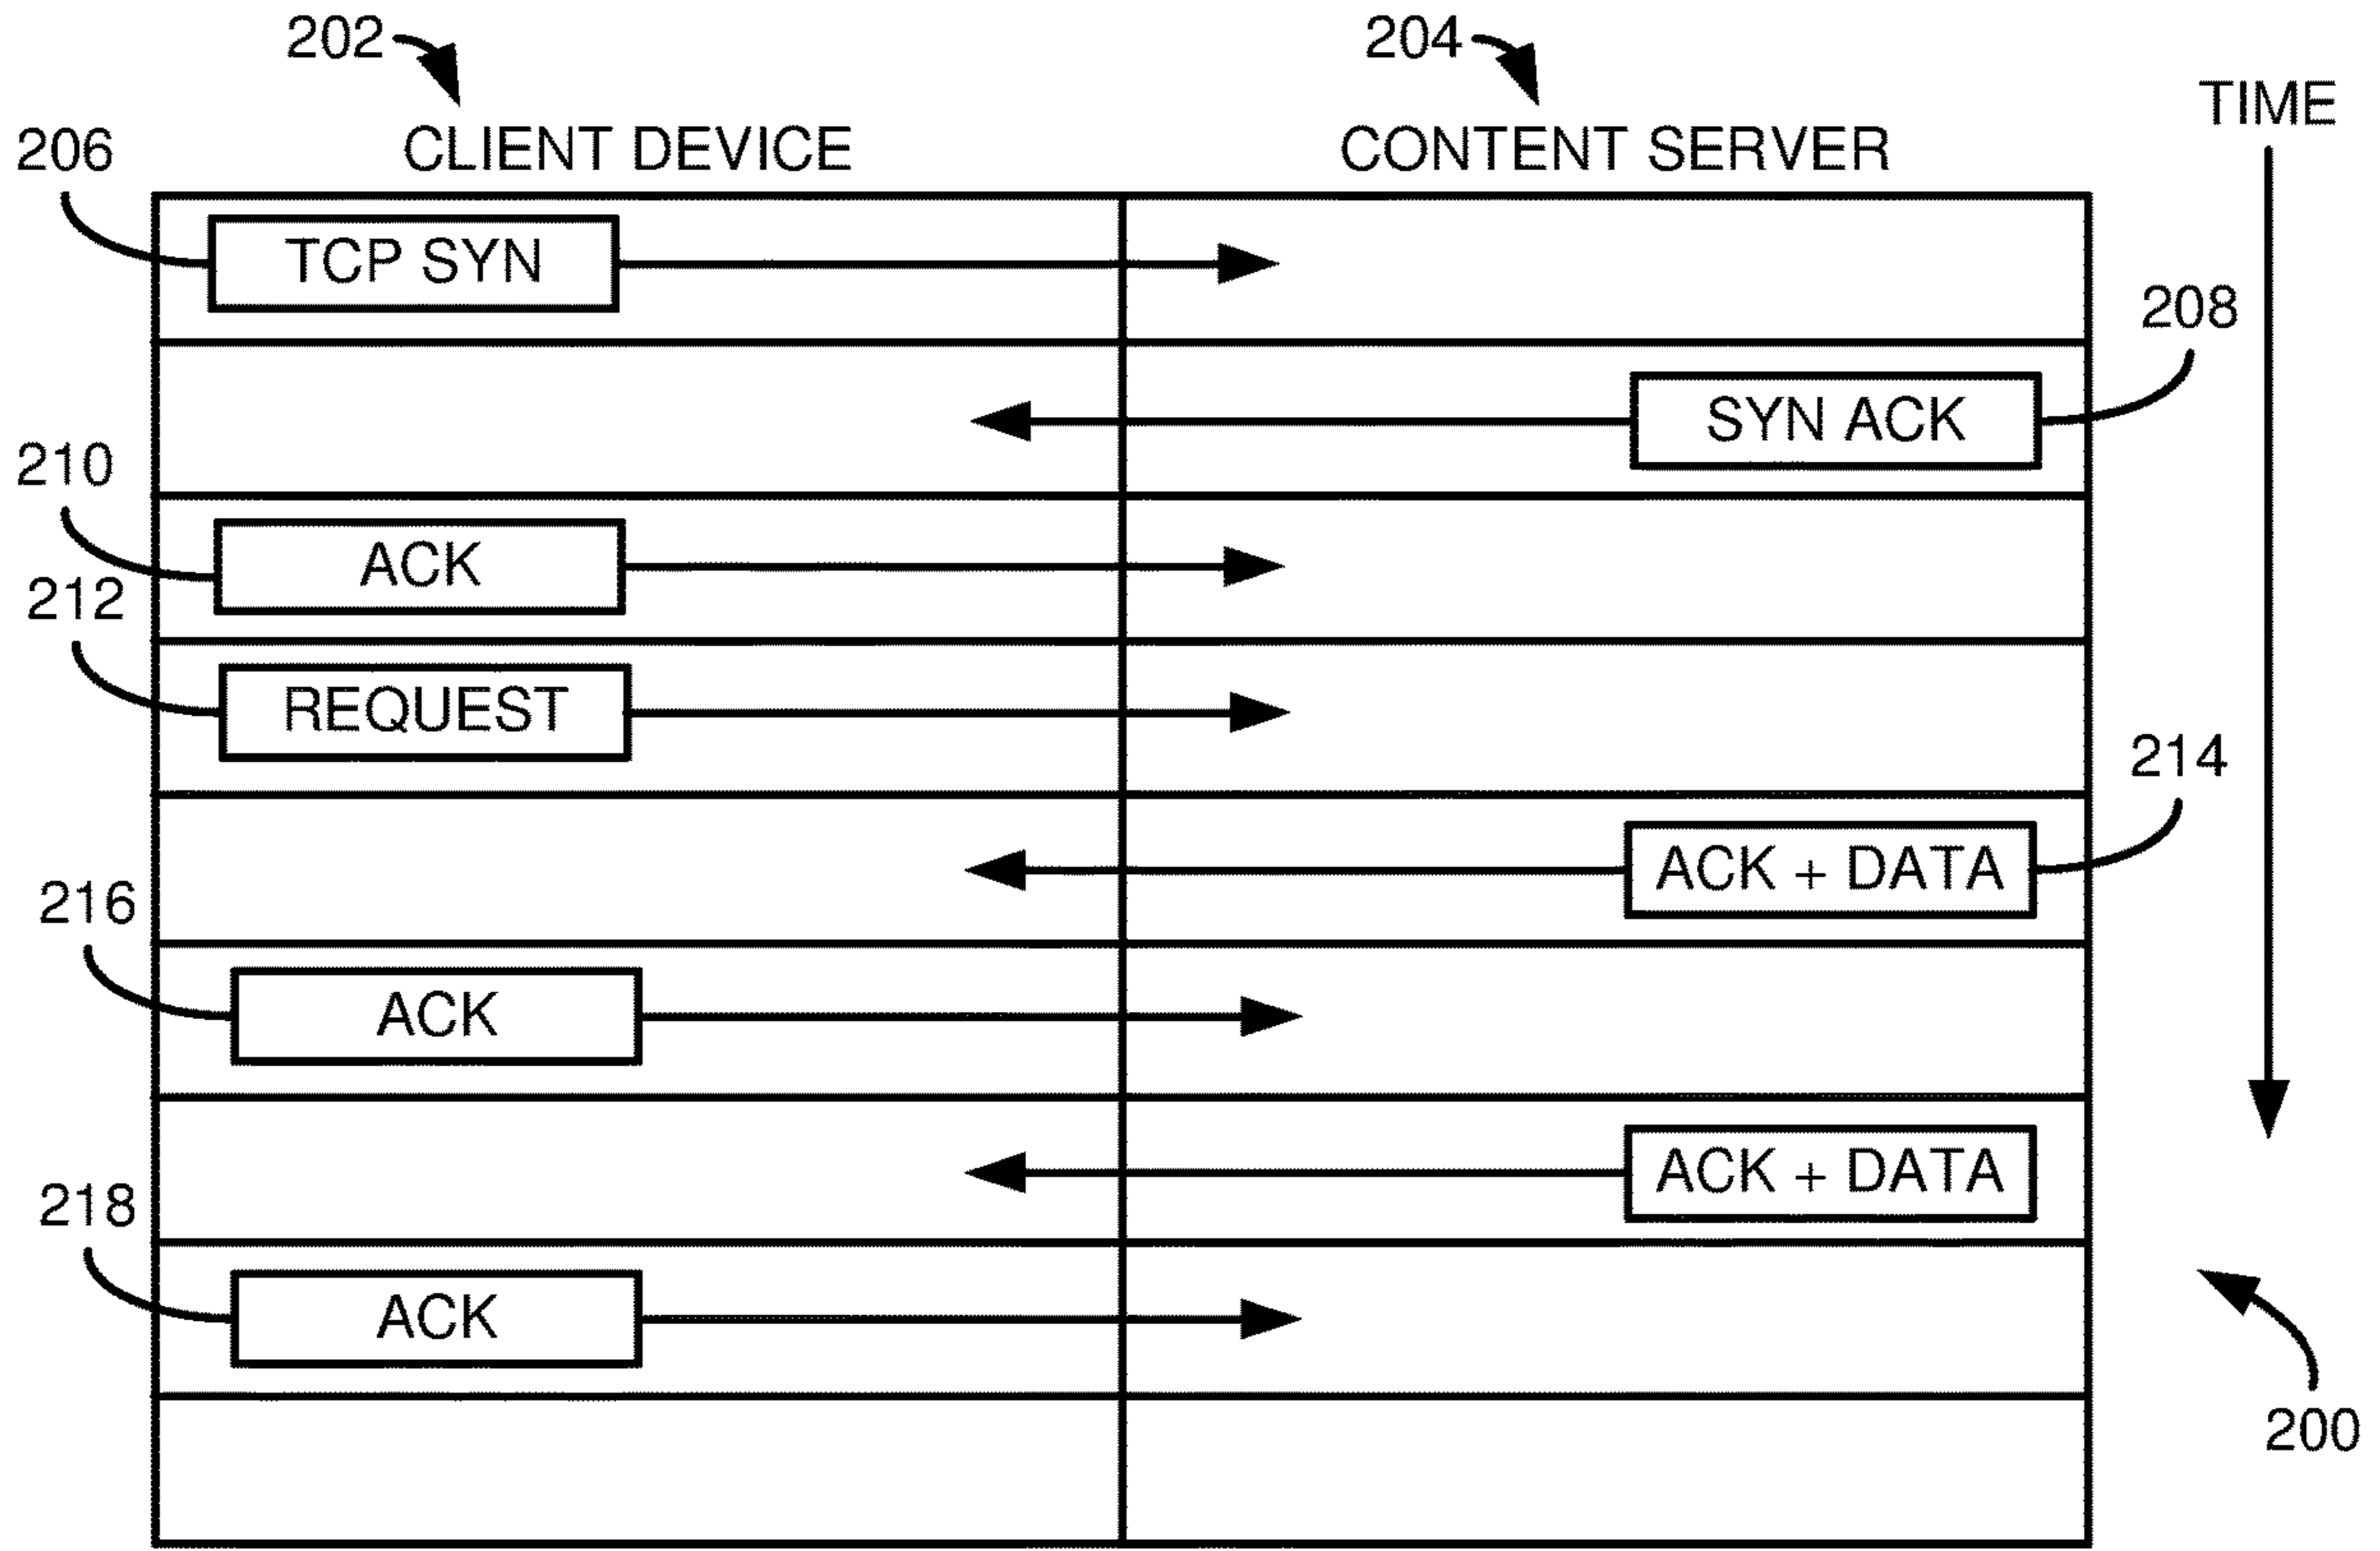 202
204
TIME
CLIENT DEVICE
CONTENT SERVER
206
TCP SYN
208
SYN ACK
210
ACK
212
REQUEST
214
ACK + DATA
216
ACK
ACK + DATA
218
ACK
200